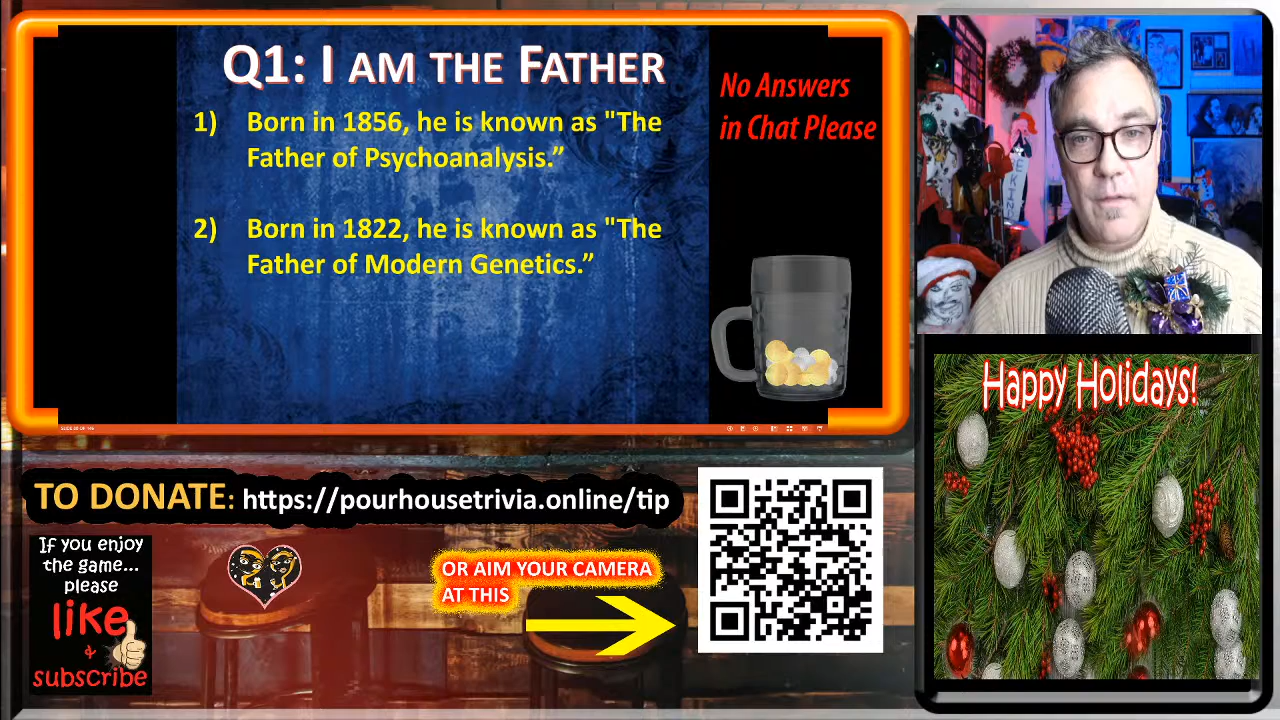 Q1: I AM THE FATHER
1) Born in 1856, he is known as "The
Father of Psychoanalysis.”
2) Born in 1822, he is known as "The
Father of Modern Genetics.”
No Answers
in Chat Please
Happy Holidays!
TO DONATE: https://pourhousetrivia.online/tip
If you enjoy
the game...
please
like
&
subscribe
OR AIM YOUR CAMERA
AT THIS